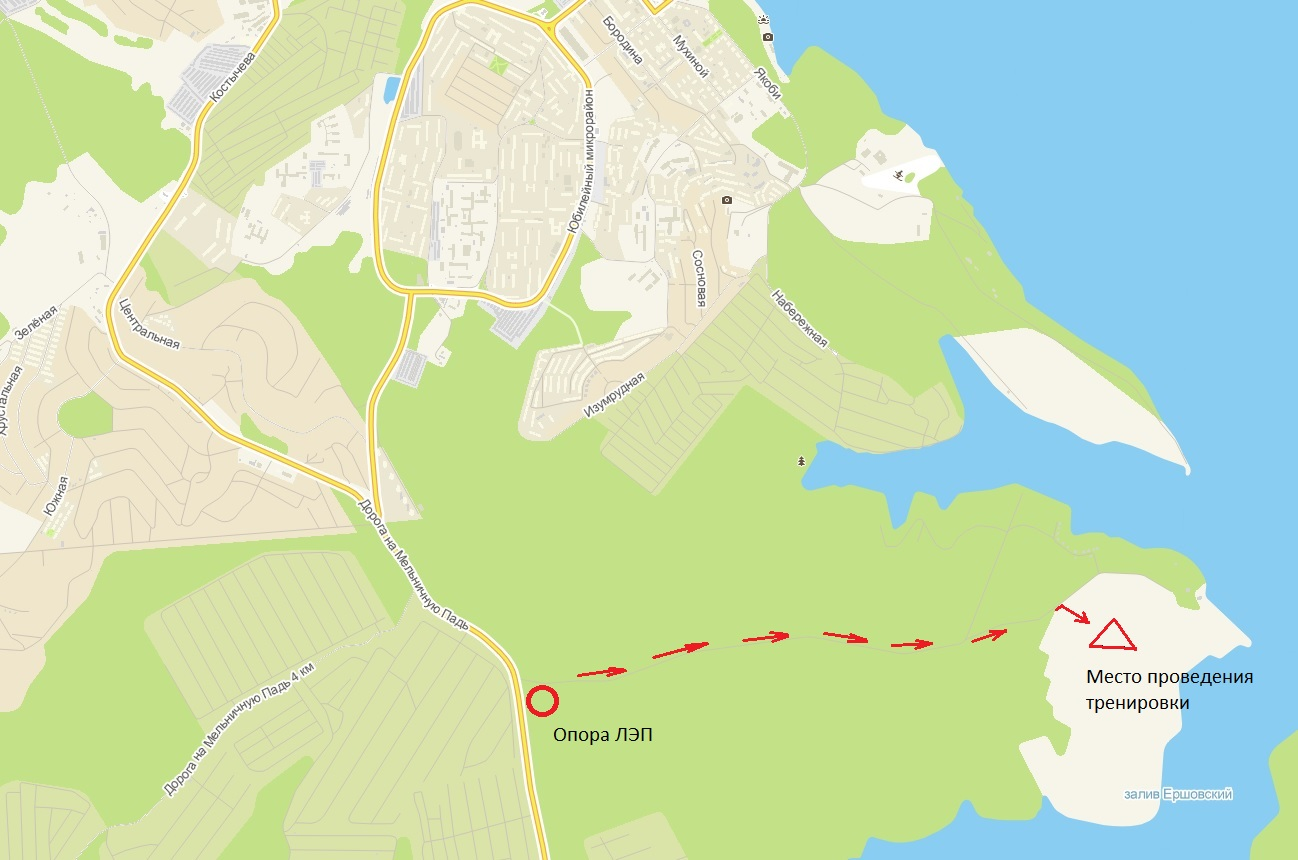 Бородина
Мухиной
Якоби
Костычева
Юбилейный микрорайон
Сосновая
Набережная
Зелёная
Центральная
Хрустальная
Изумрудная
Южная
Дорога на Мельничную Падь
Дорога на Мельничную Падь 4 км
Опора ЛЭП
Место проведения
тренировки
залив Ершовский